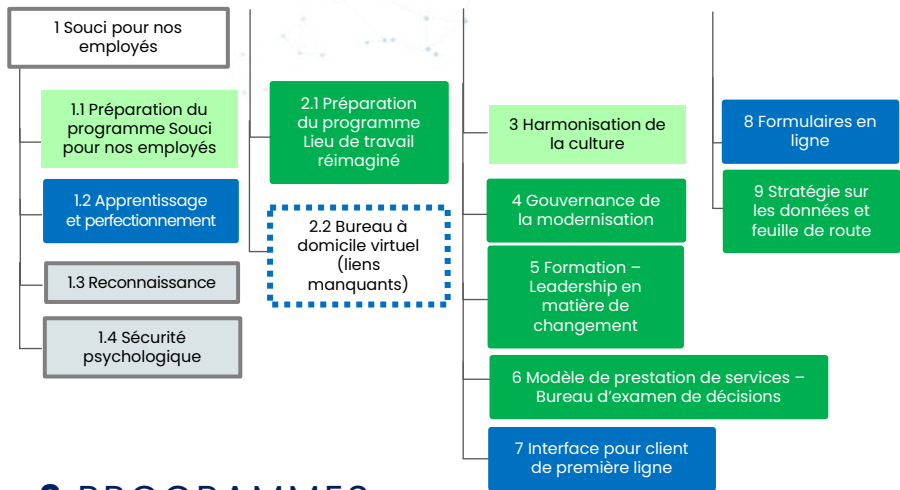 1 Souci pour nos
employés
1.1 Préparation du
programme Souci
pour nos employés
1.2 Apprentissage
et perfectionnement
1.3 Reconnaissance
1.4 Sécurité
psychologique
2.1 Préparation
du programme
Lieu de travail
réimaginé
2.2 Bureau à
domicile virtuel
(liens
manquants)
3 Harmonisation de
la culture
4 Gouvernance de
la modernisation
5 Formation –
Leadership en
matière de
changement
6 Modèle de prestation de services –
Bureau d’examen de décisions
7 Interface pour client
de première ligne
8 Formulaires en
ligne
9 Stratégie sur
les données et
feuille de route
PROGRAMMES